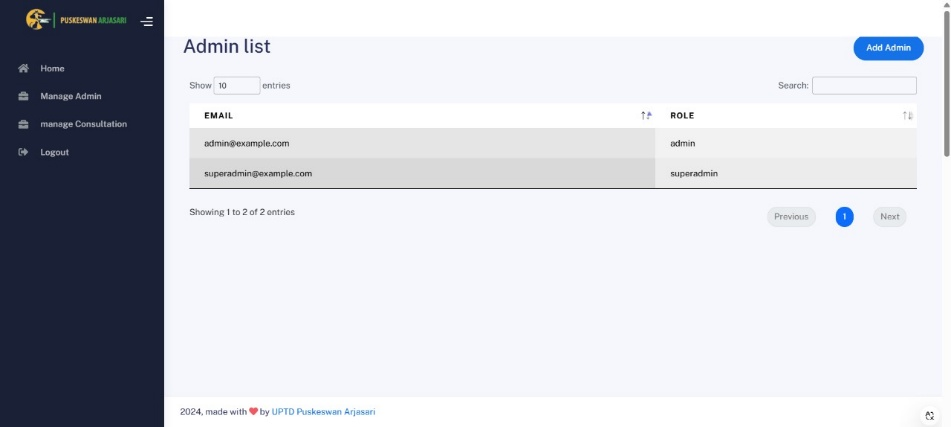 PUSKESWAN ARJASARI
Home
Manage Admin
manage Consultation
Logout
Admin list
Add Admin
Show 10 entries
Search:
EMAIL ROLE
admin@example.com admin
superadmin@example.com superadmin
Showing 1 to 2 of 2 entries
Previous 1 Next
2024, made with ❤ by UPTD Puskeswan Arjasari